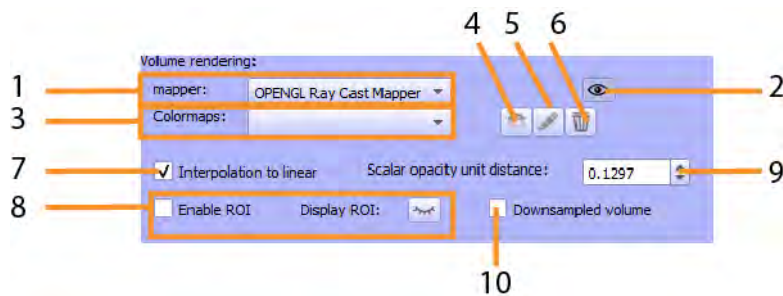 4 5 6
Volume rendering:
1 mapper: OPENGL Ray Cast Mapper 2
3 Colormaps:
7 Interpolation to linear Scalar opacity unit distance: 0.1297 9
8 Enable ROI Display ROI: Downsampled volume
10